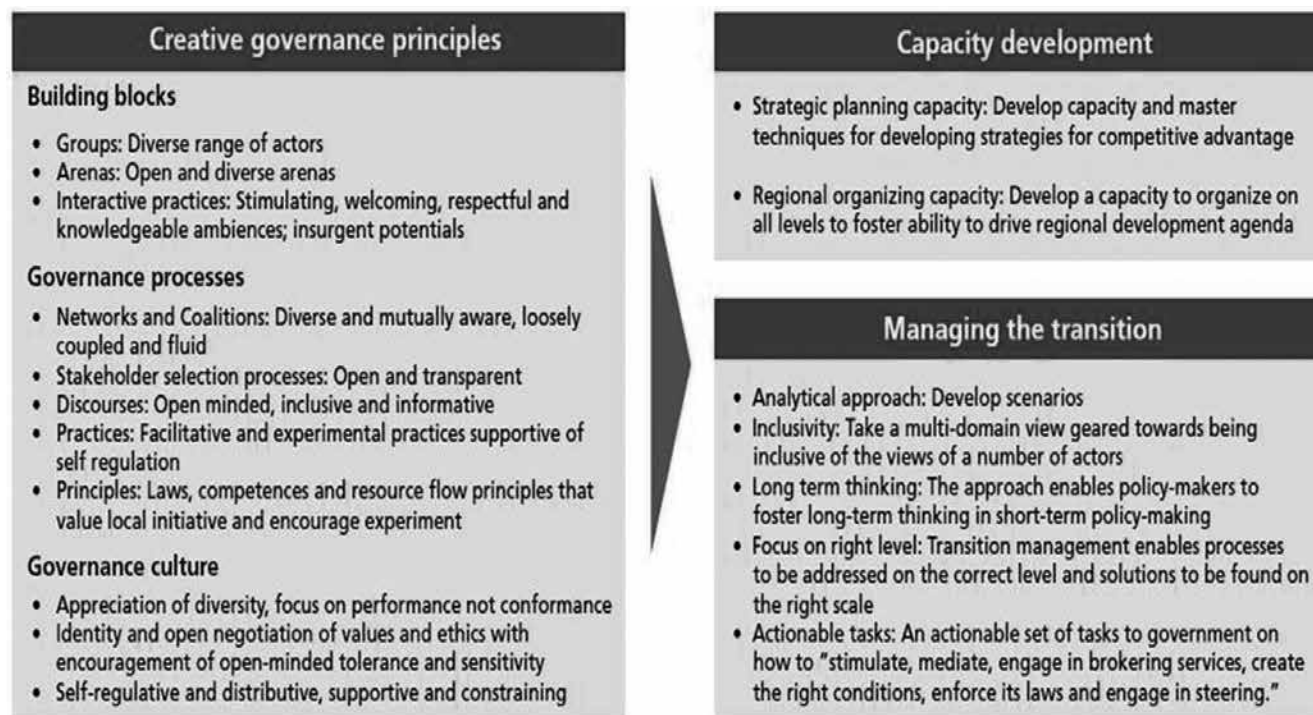 Creative governance principles
Building blocks
• Groups: Diverse range of actors
• Arenas: Open and diverse arenas
• Interactive practices: Stimulating, welcoming, respectful and
knowledgeable ambiences; insurgent potentials
Governance processes
• Networks and Coalitions: Diverse and mutually aware, loosely
coupled and fluid
• Stakeholder selection processes: Open and transparent
• Discourses: Open minded, inclusive and informative
• Practices: Facilitative and experimental practices supportive of
self regulation
• Principles: Laws, competences and resource flow principles that
value local initiative and encourage experiment
Governance culture
• Appreciation of diversity, focus on performance not conformance
• Identity and open negotiation of values and ethics with
encouragement of open-minded tolerance and sensitivity
• Self-regulative and distributive, supportive and constraining
Capacity development
• Strategic planning capacity: Develop capacity and master
techniques for developing strategies for competitive advantage
• Regional organizing capacity: Develop a capacity to organize on
all levels to foster ability to drive regional development agenda
Managing the transition
• Analytical approach: Develop scenarios
• Inclusivity: Take a multi-domain view geared towards being
inclusive of the views of a number of actors
• Long term thinking: The approach enables policy-makers to
foster long-term thinking in short-term policy-making
• Focus on right level: Transition management enables processes
to be addressed on the correct level and solutions to be found on
the right scale
• Actionable tasks: An actionable set of tasks to government on
how to “stimulate, mediate, engage in brokering services, create
the right conditions, enforce its laws and engage in steering.”